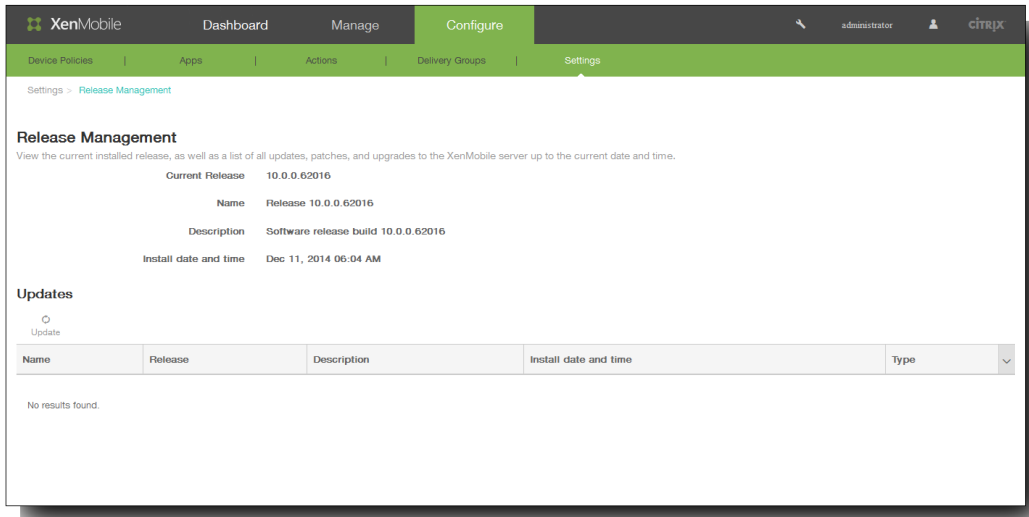 XenMobile Dashboard Manage Configure administrator CITRIX
Device Policies | Apps | Actions | Delivery Groups | Settings
Settings > Release Management
Release Management
View the current installed release, as well as a list of all updates, patches, and upgrades to the XenMobile server up to the current date and time.
Current Release 10.0.0.62016
Name Release 10.0.0.62016
Description Software release build 10.0.0.62016
Install date and time Dec 11, 2014 06:04 AM
Updates
Update
Name Release Description Install date and time Type
No results found.